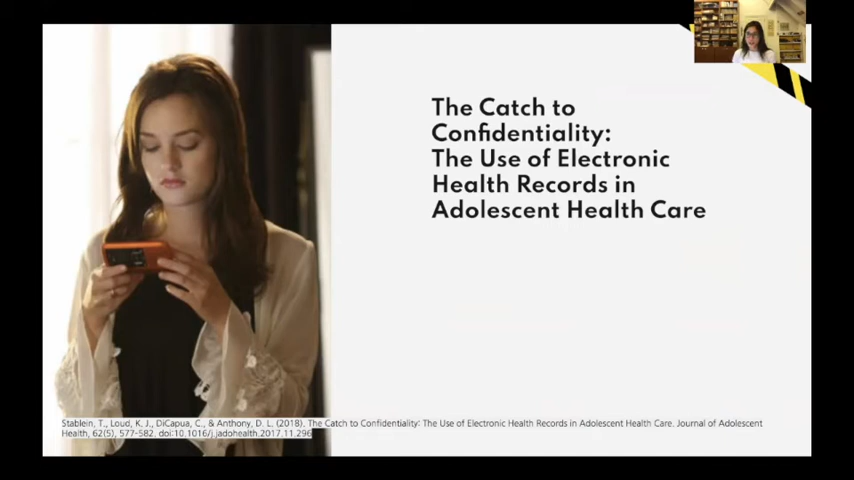 The Catch to
Confidentiality:
The Use of Electronic
Health Records in
Adolescent Health Care
Stablein, T., Loud, K. J., DiCapua, C., & Anthony, D. L. (2018). The Catch to Confidentiality: The Use of Electronic Health Records in Adolescent Health Care. Journal of Adolescent
Health, 62(5), 577-582. doi:10.1016/j.jadohealth.2017.11.296